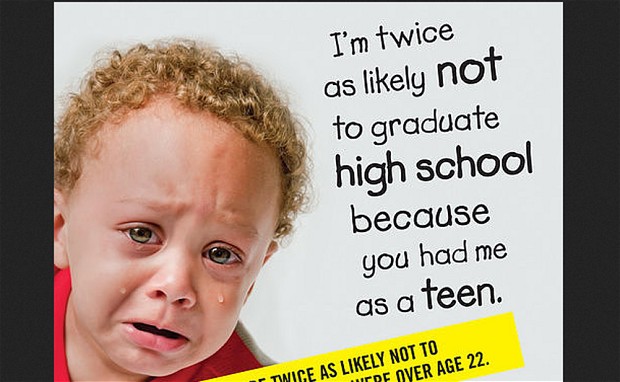 I'm twice
as likely not
to graduate
high school
because
you had me
as a teen.
TWICE AS LIKELY NOT TO
WERE OVER AGE 22.